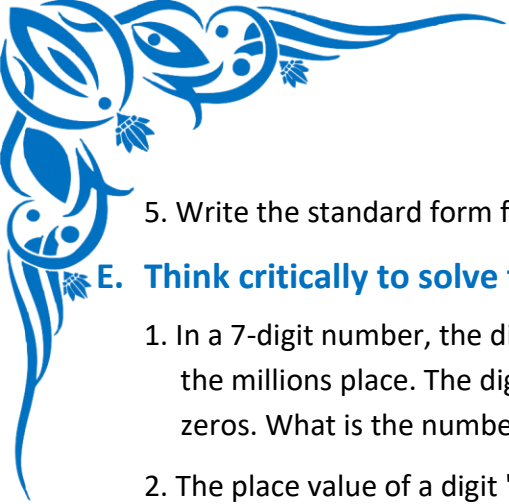 5. Write the standard form f
E. Think critically to solve
1. In a 7-digit number, the di
the millions place. The dig
zeros. What is the numbe
2. The place value of a digit '